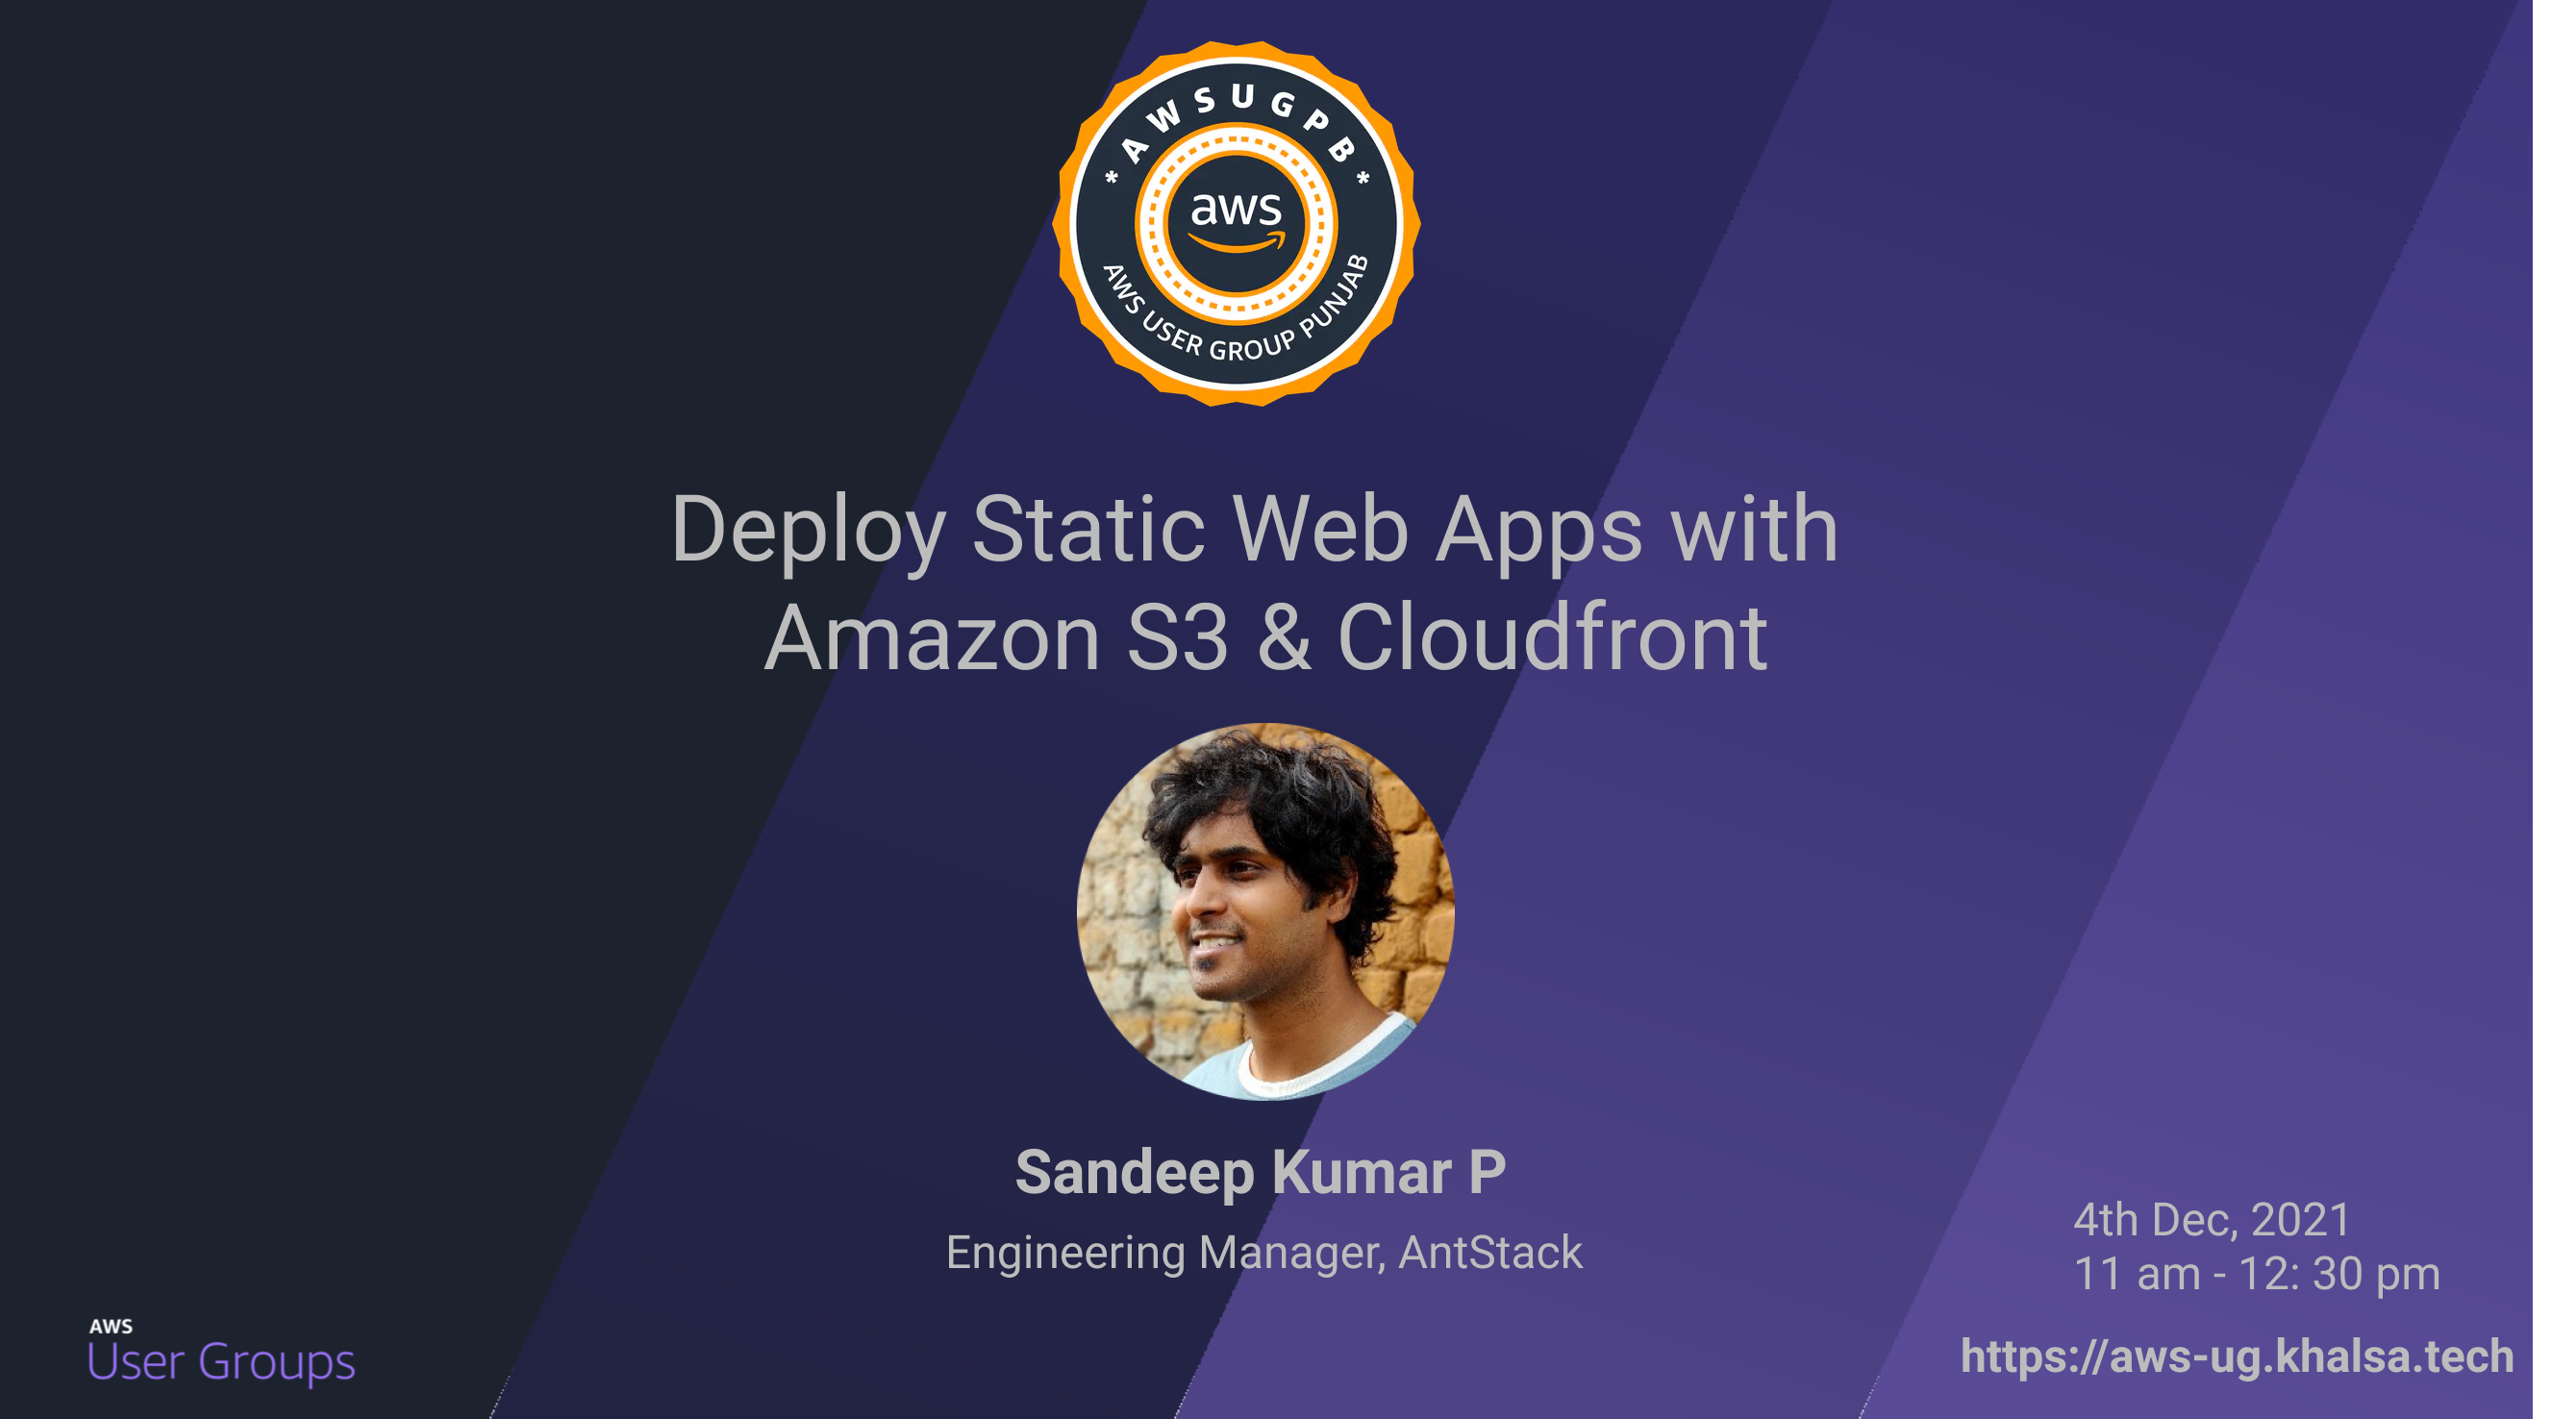 * AWSUGPB *
aws
AWS USER GROUP PUNJAB
Deploy Static Web Apps with
Amazon S3 & Cloudfront
Sandeep Kumar P
Engineering Manager, AntStack
4th Dec, 2021
11 am - 12: 30 pm
https://aws-ug.khalsa.tech
AWS
User Groups